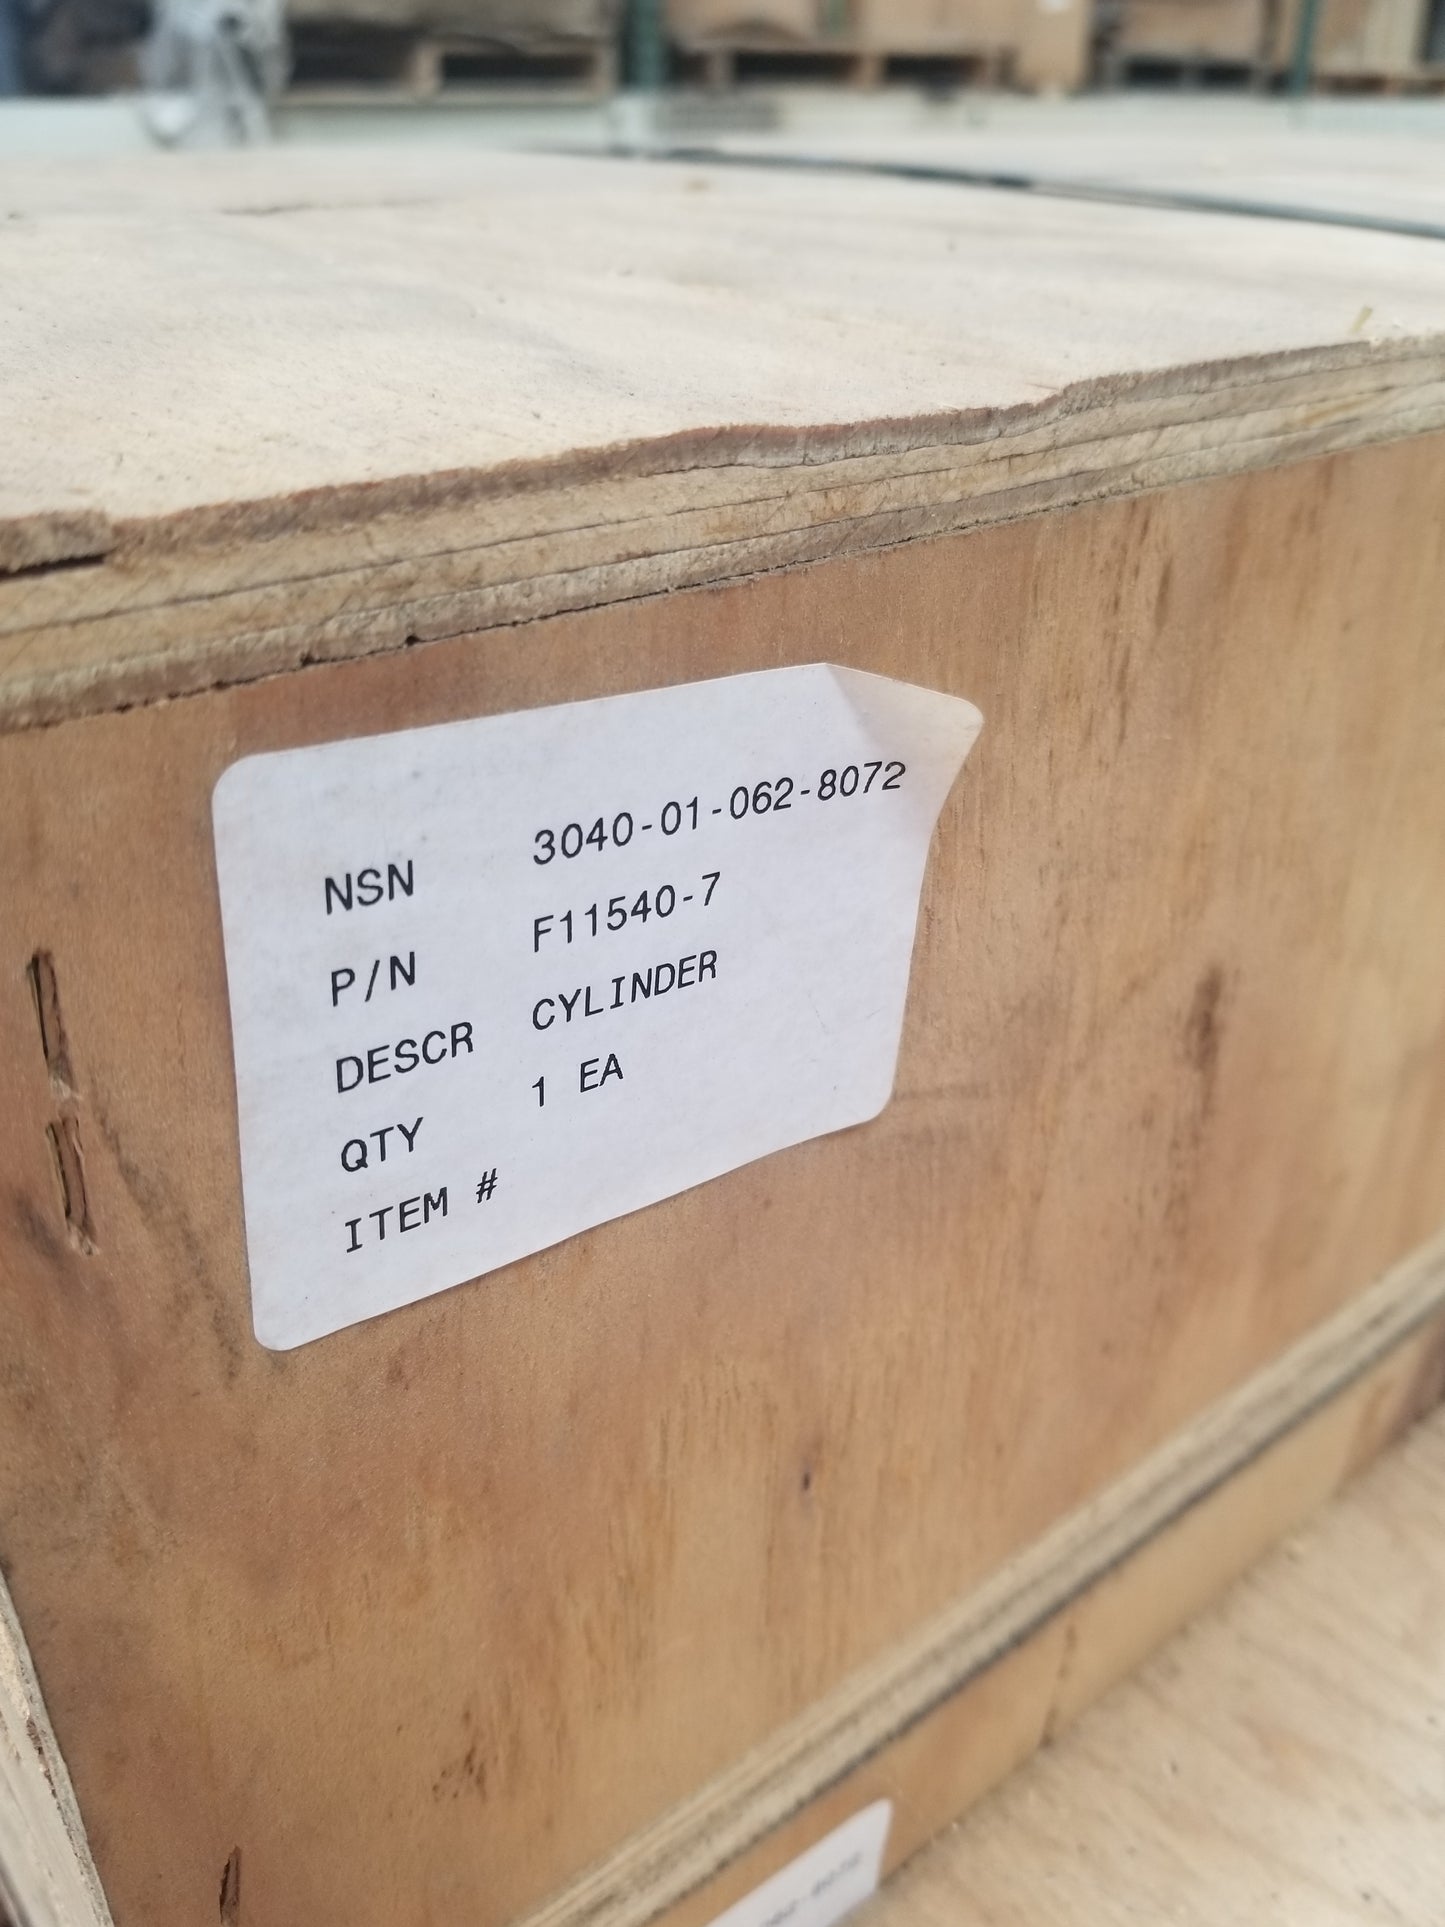 NSN 3040-01-062-8072
P/N F11540-7
DESCR CYLINDER
QTY 1 EA
ITEM #